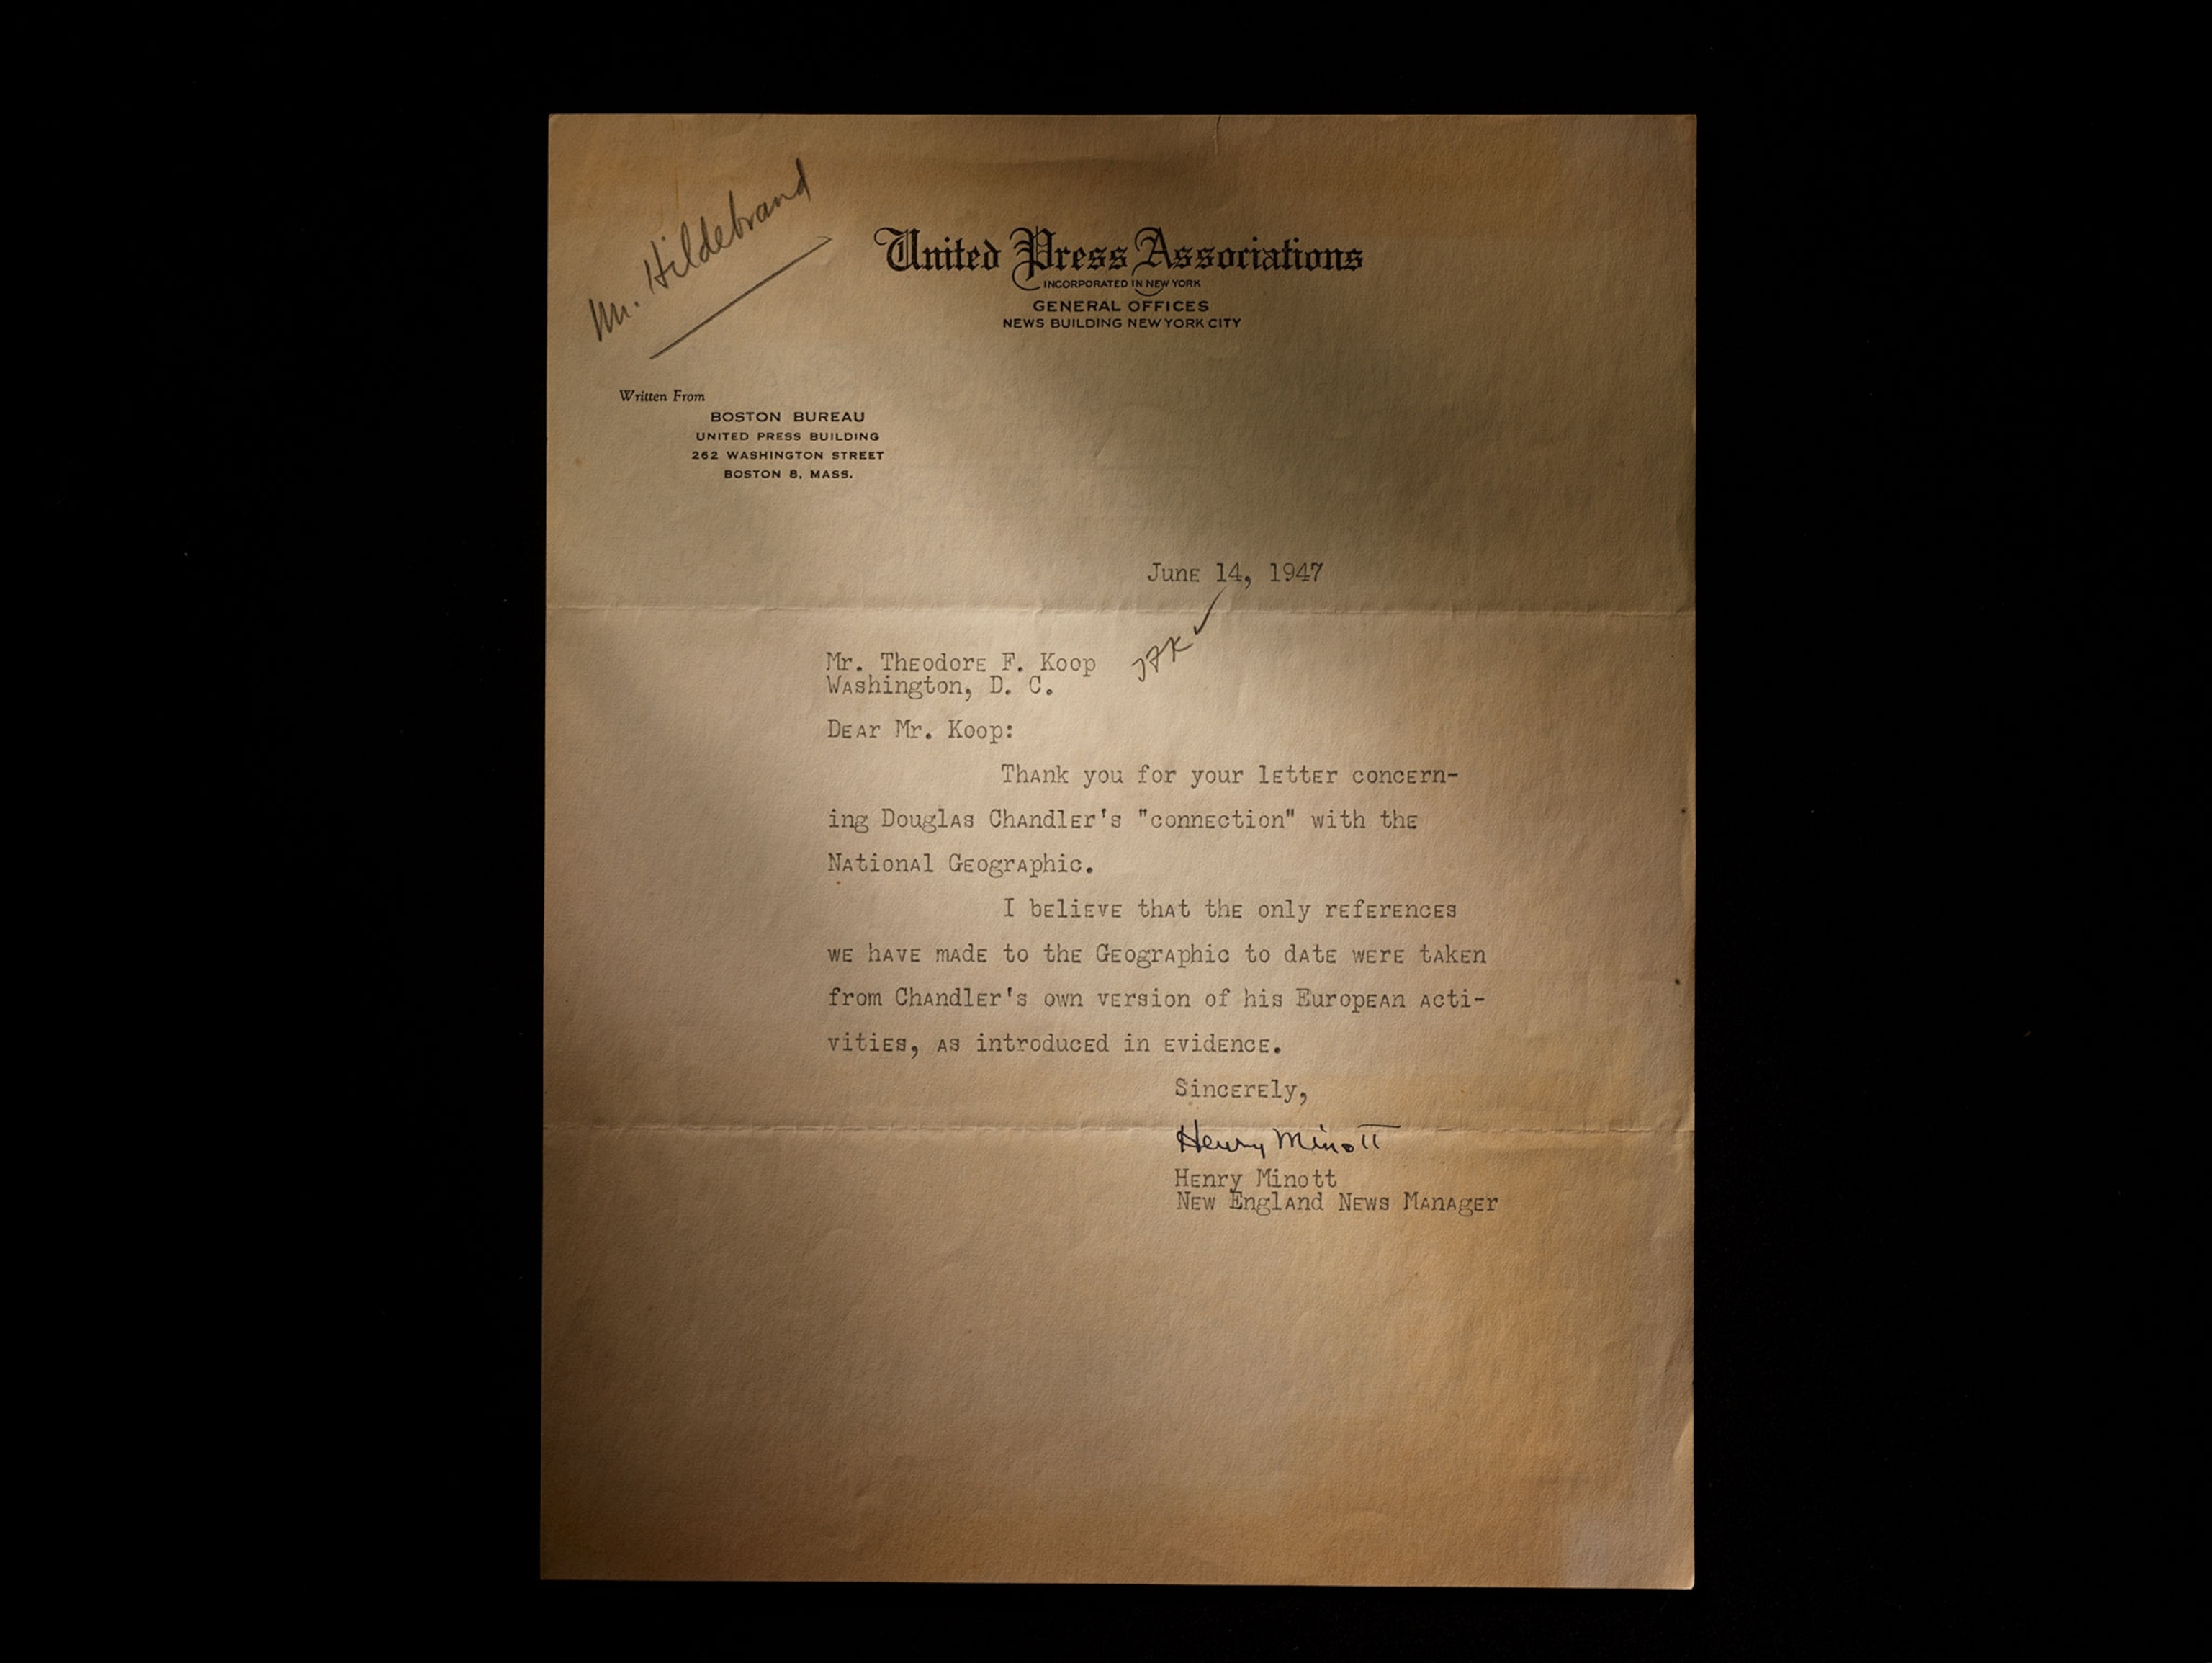 Mr. Hildebrand
United Press Associations
INCORPORATED IN NEW YORK
GENERAL OFFICES
NEWS BUILDING NEW YORK CITY
Written From
BOSTON BUREAU
UNITED PRESS BUILDING
262 WASHINGTON STREET
BOSTON 8, MASS.
June 14, 1947
Mr. Theodore F. Koop
Washington, D. C.
Dear Mr. Koop:
Thank you for your letter concern-
ing Douglas Chandler's "connection" with the
National Geographic.
I believe that the only references
we have made to the Geographic to date were taken
from Chandler's own version of his European acti-
vities, as introduced in evidence.
Sincerely,
Henry Minott
Henry Minott
New England News Manager